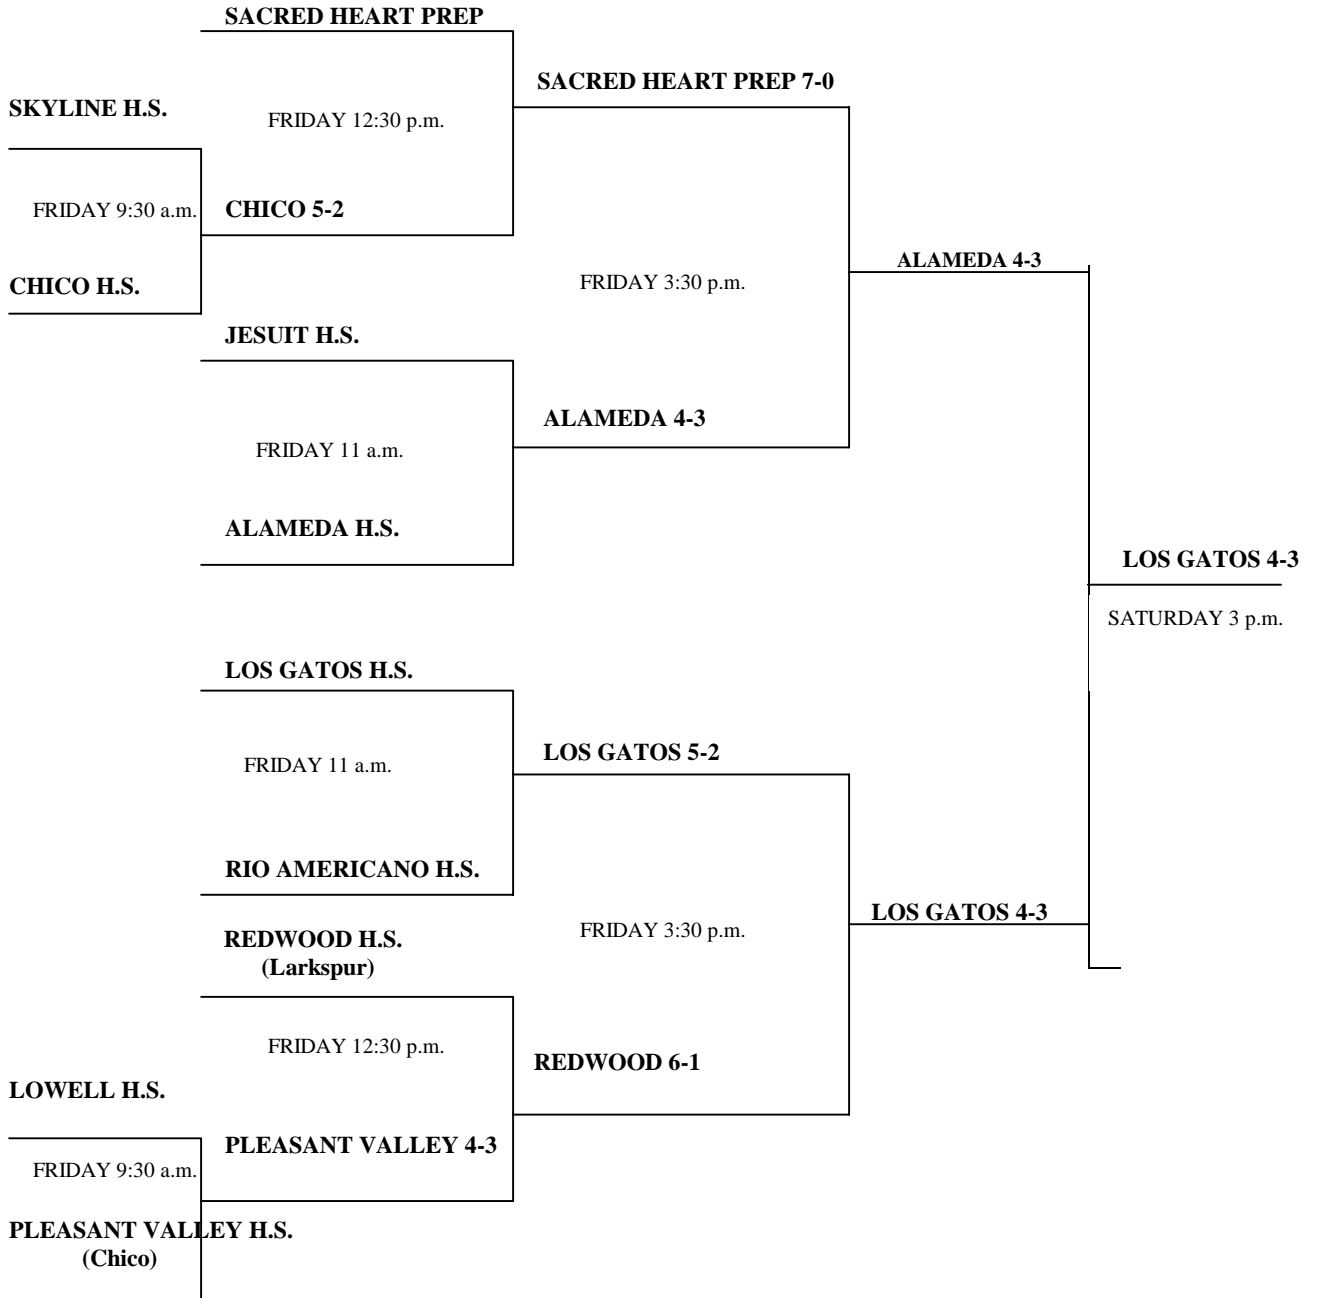 SACRED HEART PREP
SACRED HEART PREP 7-0
SKYLINE H.S.
FRIDAY 12:30 p.m.
FRIDAY 9:30 a.m.
CHICO 5-2
ALAMEDA 4-3
FRIDAY 3:30 p.m.
CHICO H.S.
JESUIT H.S.
ALAMEDA 4-3
FRIDAY 11 a.m.
ALAMEDA H.S.
LOS GATOS 4-3
SATURDAY 3 p.m.
LOS GATOS H.S.
LOS GATOS 5-2
FRIDAY 11 a.m.
RIO AMERICANO H.S.
LOS GATOS 4-3
FRIDAY 3:30 p.m.
REDWOOD H.S.
(Larkspur)
FRIDAY 12:30 p.m.
REDWOOD 6-1
LOWELL H.S.
PLEASANT VALLEY 4-3
FRIDAY 9:30 a.m.
PLEASANT VALLEY H.S.
(Chico)